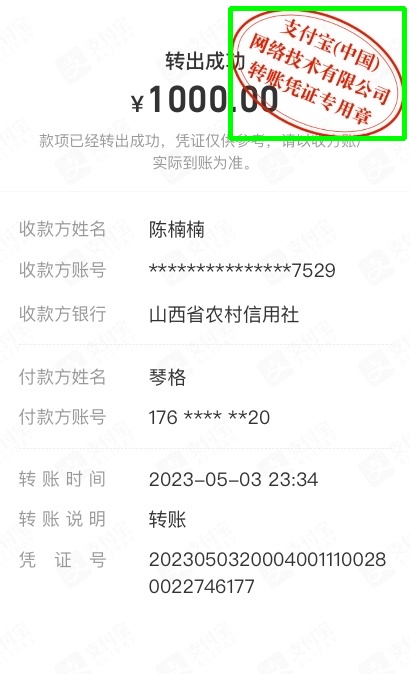 支付宝(中国)
网络技术有限公司
转账凭证专用章
转出成功
¥1000.00
款项已经转出成功，凭证仅供参考，请以收方账户
实际到账为准。
收款方姓名 陈楠楠
收款方账号 ***************7529
收款方银行 山西省农村信用社
付款方姓名 琴格
付款方账号 176 **** **20
转账时间 2023-05-03 23:34
转账说明 转账
凭证号 2023050320004001110028
0022746177